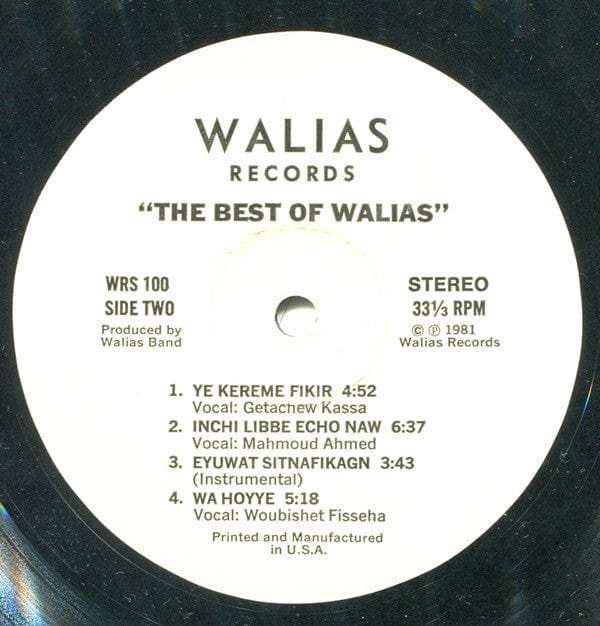 WALIAS
RECORDS
"THE BEST OF WALIAS"
WRS 100
SIDE TWO
Produced by
Walias Band
STEREO
33⅓ RPM
© ℗ 1981
Walias Records
1. YE KEREME FIKIR 4:52
Vocal: Getachew Kassa
2. INCHI LIBBE ECHO NAW 6:37
Vocal: Mahmoud Ahmed
3. EYUWAT SITNAFIKAGN 3:43
(Instrumental)
4. WA HOYYE 5:18
Vocal: Woubishet Fisseha
Printed and Manufactured
in U.S.A.